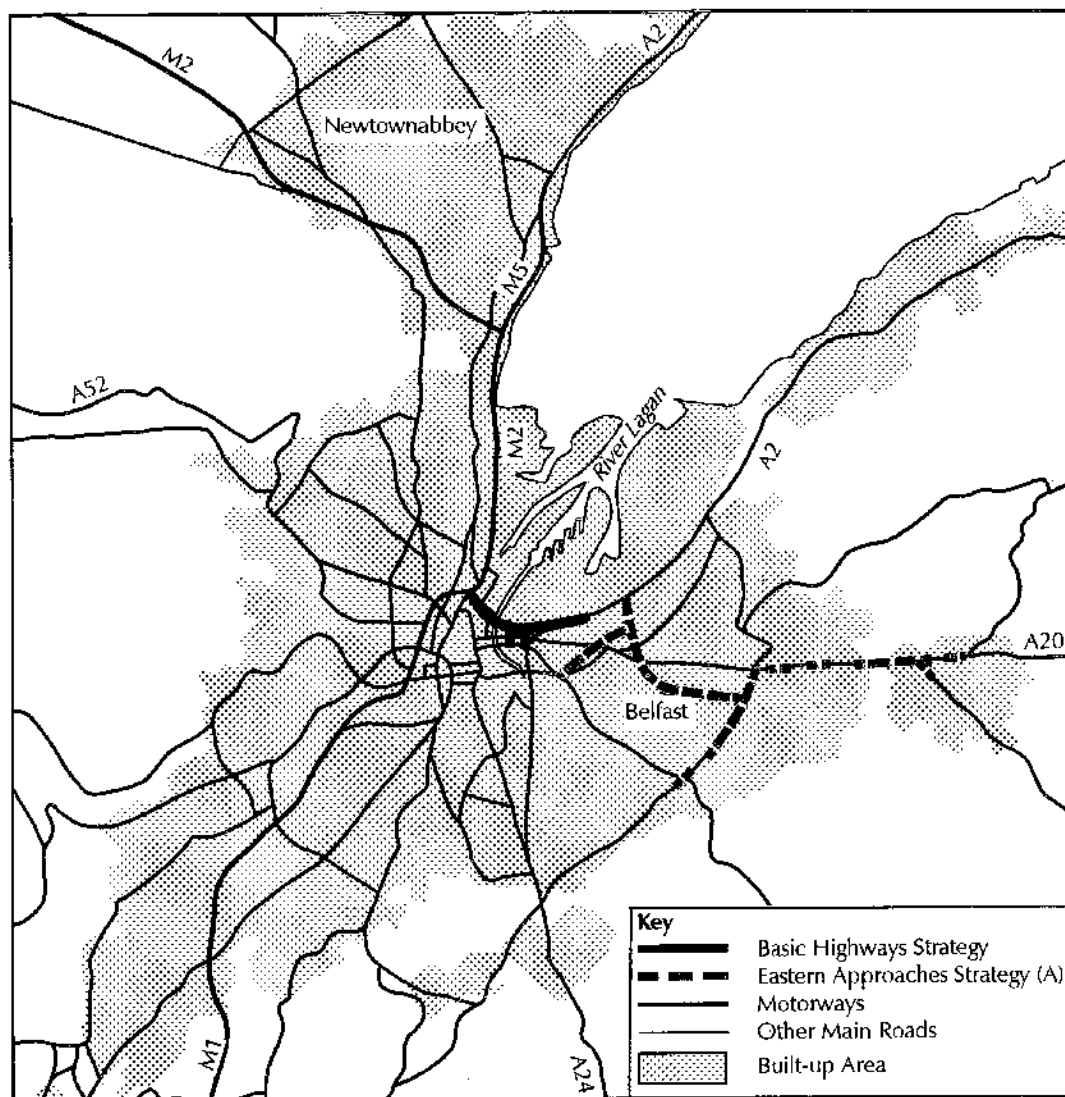 M2
A2
Newtownabbey
M5
A52
River Lagan
M2
A2
A20
Belfast
Key
Basic Highways Strategy
Eastern Approaches Strategy (A)
Motorways
Other Main Roads
Built-up Area
M1
A24